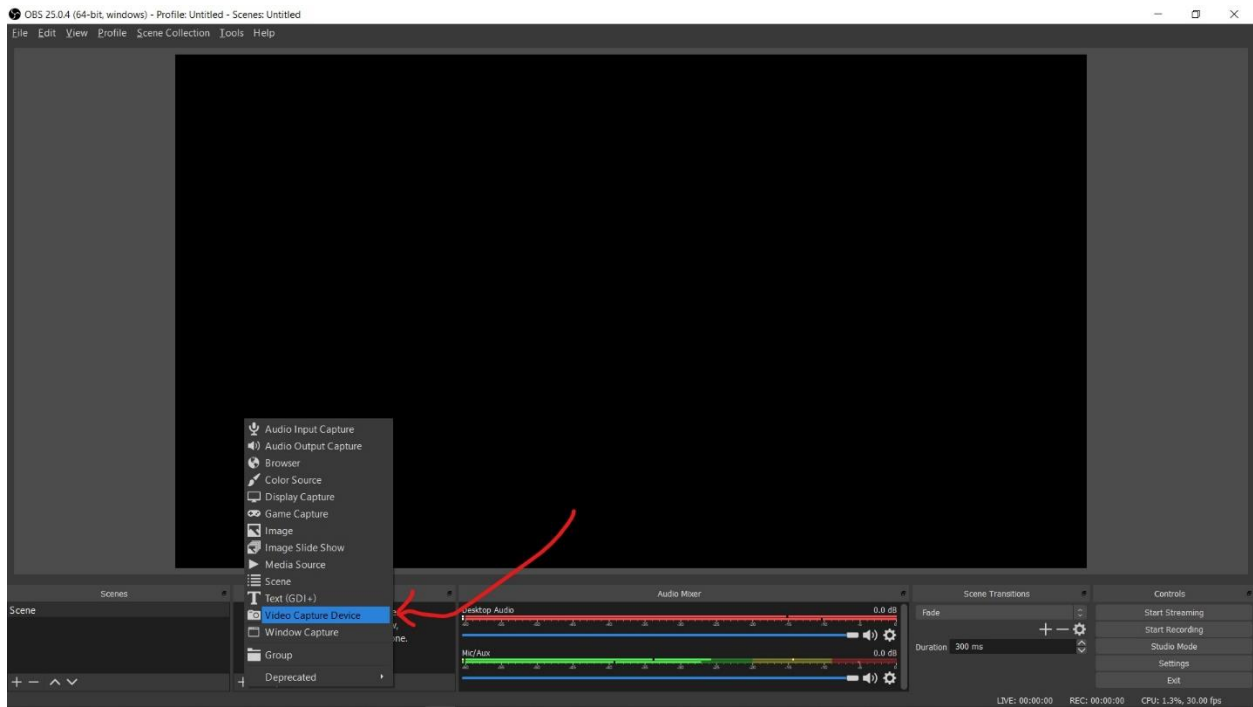 OBS 25.0.4 (64-bit, windows) - Profile: Untitled - Scenes: Untitled
File Edit View Profile Scene Collection Tools Help
Audio Input Capture
Audio Output Capture
Browser
Color Source
Display Capture
Game Capture
Image
Image Slide Show
Media Source
Scene
Text (GDI+)
Video Capture Device
Window Capture
Group
Deprecated
Scenes
Scene
Audio Mixer
Desktop Audio 0.0 dB
Mic/Aux 0.0 dB
Scene Transitions
Fade
Duration 300 ms
Controls
Start Streaming
Start Recording
Studio Mode
Settings
Exit
LIVE: 00:00:00 REC: 00:00:00 CPU: 1.3%, 30.00 fps